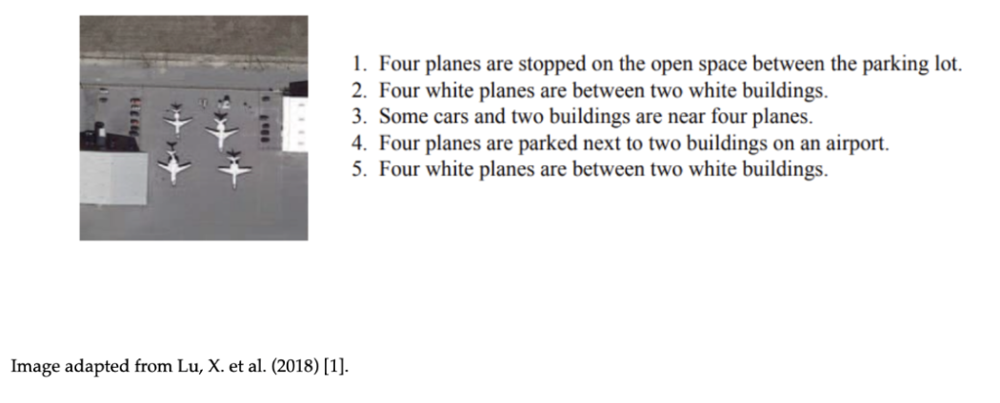 1. Four planes are stopped on the open space between the parking lot.
2. Four white planes are between two white buildings.
3. Some cars and two buildings are near four planes.
4. Four planes are parked next to two buildings on an airport.
5. Four white planes are between two white buildings.
Image adapted from Lu, X. et al. (2018) [1].